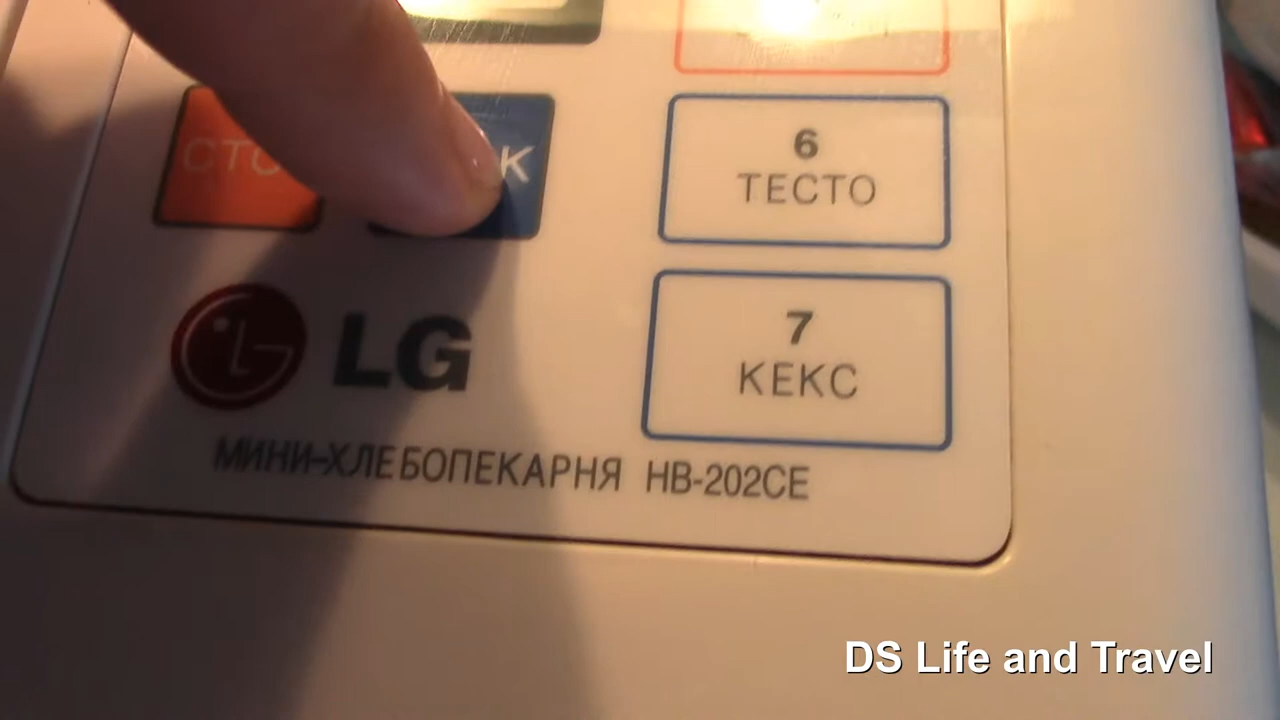 6
ТЕСТО
7
КЕКС
LG
МИНИ-ХЛЕБОПЕКАРНЯ HB-202CE
DS Life and Travel